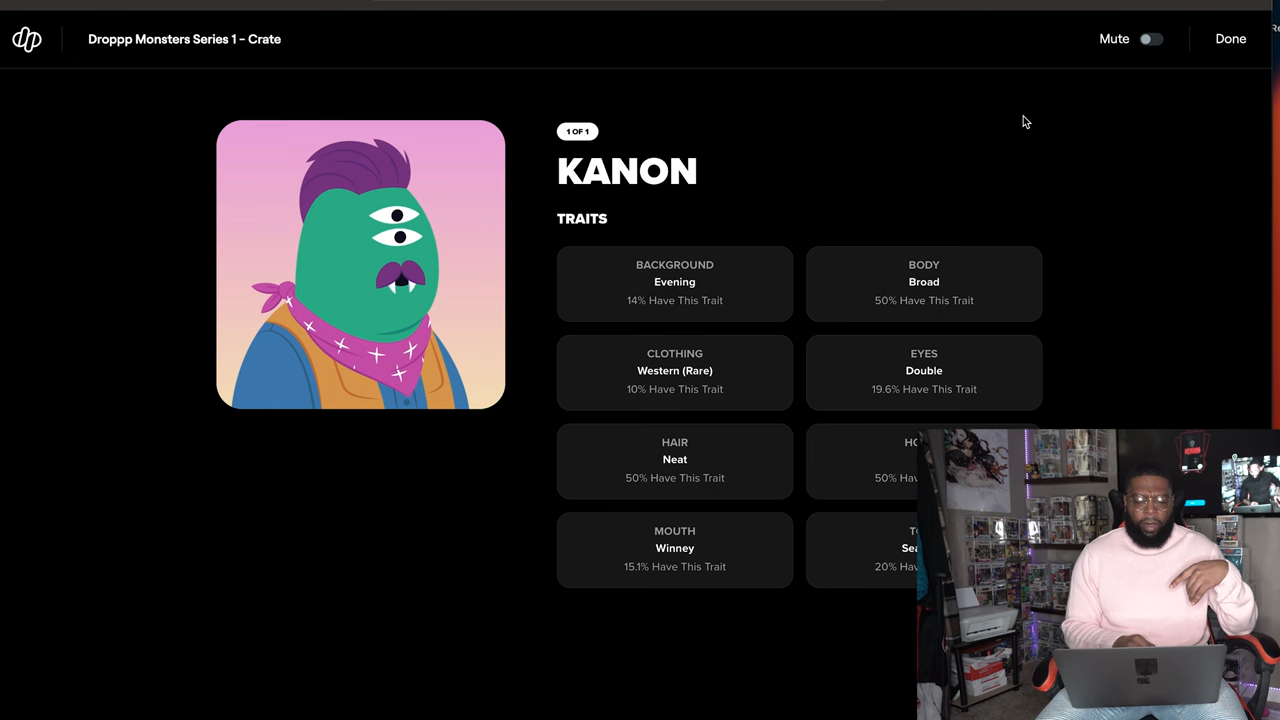 Droppp Monsters Series 1 - Crate
Mute
Done
1 OF 1
KANON
TRAITS
BACKGROUND
Evening
14% Have This Trait
BODY
Broad
50% Have This Trait
CLOTHING
Western (Rare)
10% Have This Trait
EYES
Double
19.6% Have This Trait
HAIR
Neat
50% Have This Trait
50% Hav
MOUTH
Winney
15.1% Have This Trait
20% Hav